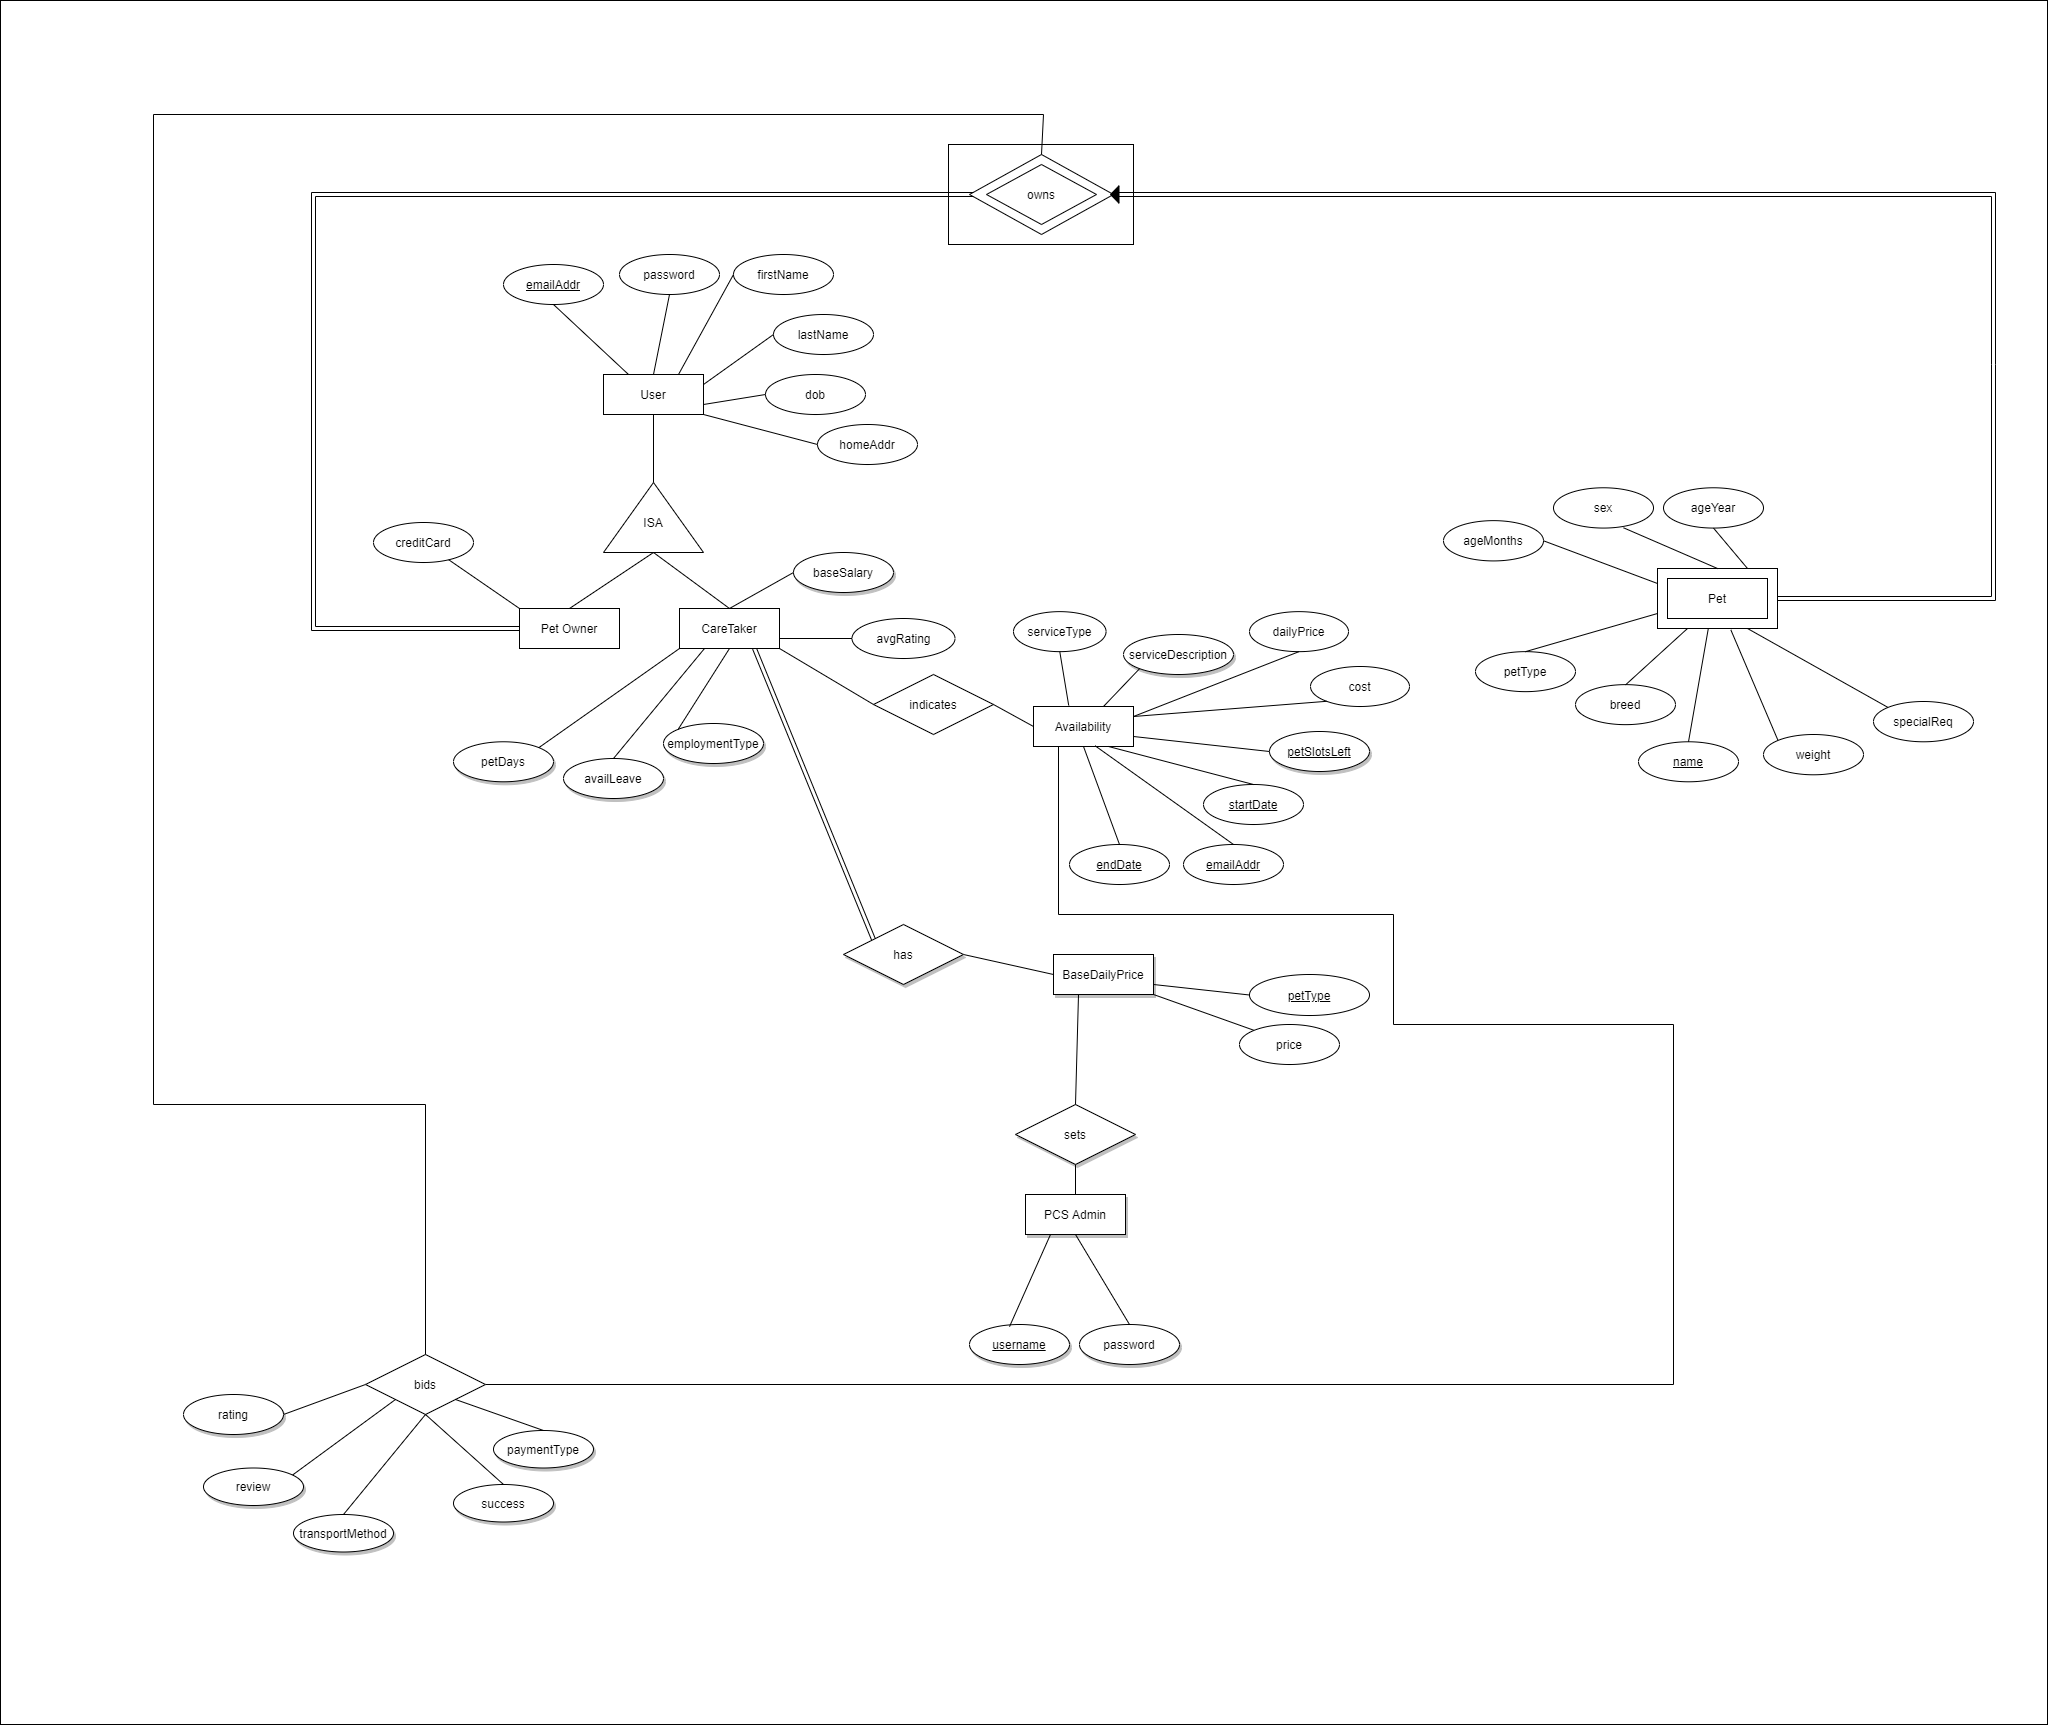 owns
emailAddr
password
firstName
lastName
User
dob
homeAddr
ISA
creditCard
baseSalary
Pet Owner
CareTaker
avgRating
indicates
petDays
availLeave
employmentType
serviceType
serviceDescription
dailyPrice
cost
Availability
petSlotsLeft
startDate
endDate
emailAddr
sex
ageYear
ageMonths
Pet
petType
breed
name
weight
specialReq
has
BaseDailyPrice
petType
price
sets
PCS Admin
username
password
bids
rating
review
transportMethod
success
paymentType